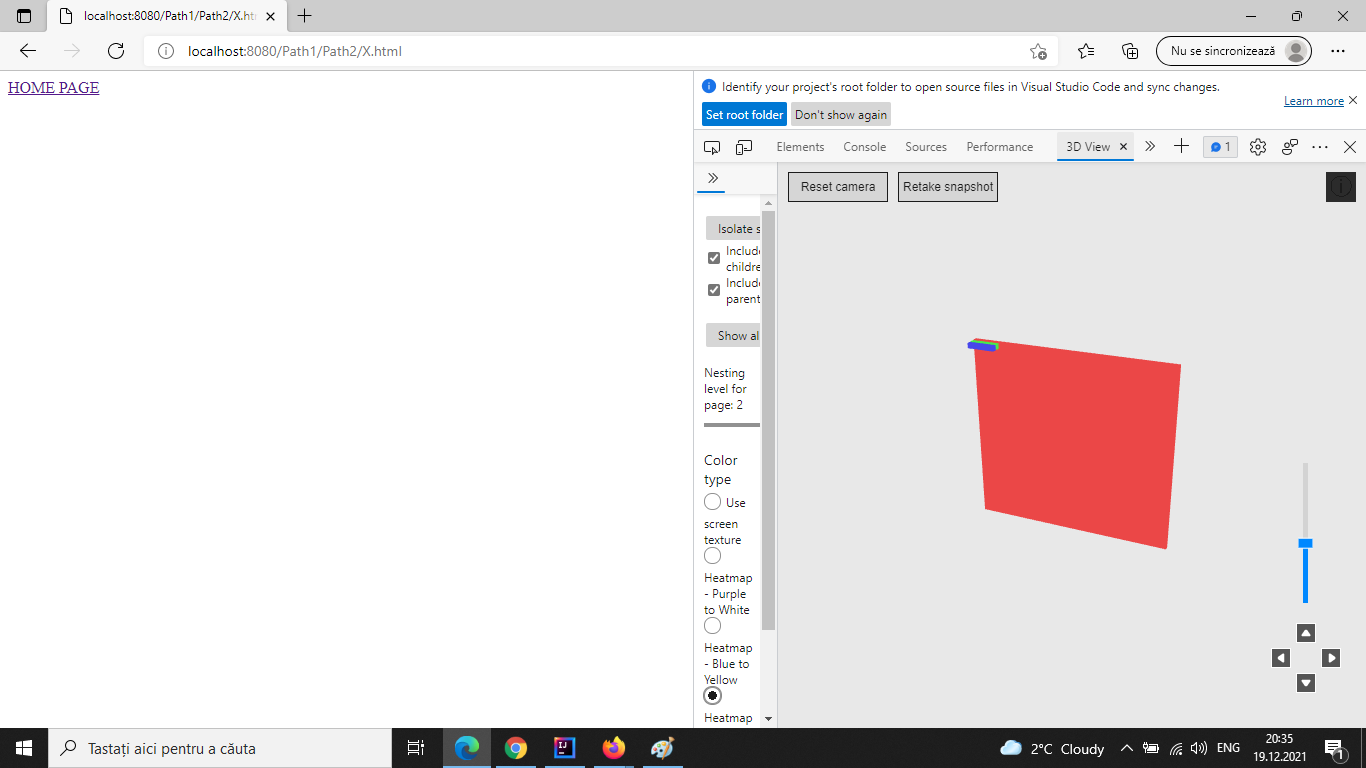 localhost:8080/Path1/Path2/X.htm
localhost:8080/Path1/Path2/X.html
Nu se sincronizează
HOME PAGE
Identify your project's root folder to open source files in Visual Studio Code and sync changes.
Learn more
Set root folder
Don't show again
Elements
Console
Sources
Performance
3D View
1
Reset camera
Retake snapshot
Isolate s
Include
childre
Include
parent
Show al
Nesting
level for
page: 2
Color
type
Use
screen
texture
Heatmap
- Purple
to White
Heatmap
- Blue to
Yellow
Heatmap
Tastați aici pentru a căuta
2°C Cloudy
ENG
20:35
19.12.2021
1